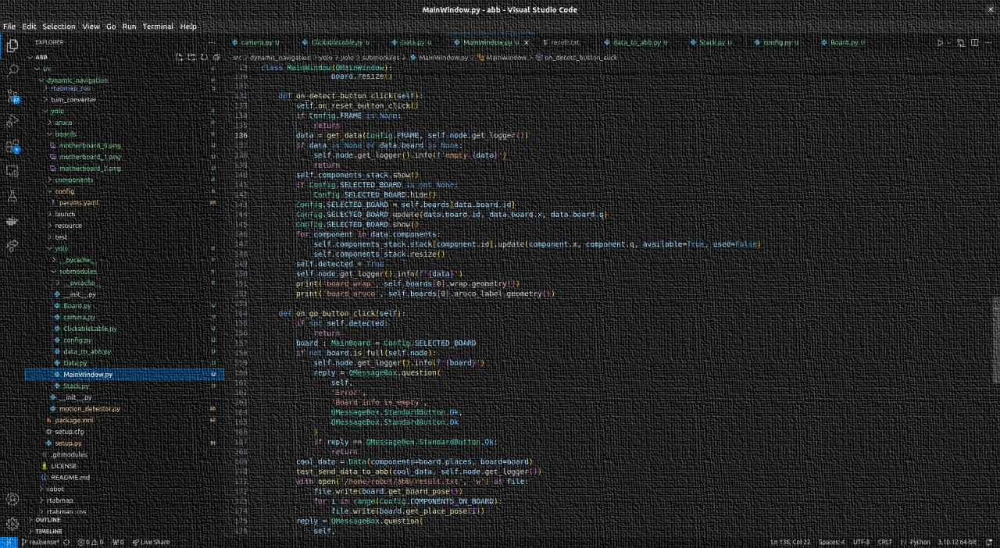 MainWindow.py - abb - Visual Studio Code
File Edit Selection View Go Run Terminal Help
EXPLORER
camera.py U ClickableLable.py U Data.py U MainWindow.py U result.txt data_to_abb.py U Stack.py U config.py U Board.py U
ABB
src > dynamic_navigation > yolo > yolo > submodules > MainWindow.py > MainWindow > on_detect_button_click
src
dynamic_navigation
rtabmap_ros
tum_converter
yolo
aruco
boards
motherboard_0.png U
motherboard_1.png U
motherboard_2.png U
components
config
params.yaml M
launch
resource
test
yolo
__pycache__
submodules
__pycache__
__init__.py
Board.py U
camera.py U
ClickableLable.py U
config.py U
data_to_abb.py U
Data.py U
MainWindow.py U
Stack.py U
__init__.py
motion_detector.py M
package.xml M
setup.cfg
setup.py M
.gitmodules
LICENSE
README.md
robot
rtabmap
rtabmap_ros
OUTLINE
TIMELINE
13 class MainWindow(QMainWindow):
130 board.resize()
132 def on_detect_button_click(self):
133 self.on_reset_button_click()
134 if Config.FRAME is None:
135 return
136 data = get_data(Config.FRAME, self.node.get_logger())
137 if data is None or data.board is None:
138 self.node.get_logger().info(f'empty {data}')
139 return
140 self.components_stack.show()
141 if Config.SELECTED_BOARD is not None:
142 Config.SELECTED_BOARD.hide()
143 Config.SELECTED_BOARD = self.boards[data.board.id]
144 Config.SELECTED_BOARD.update(data.board.id, data.board.x, data.board.q)
145 Config.SELECTED_BOARD.show()
146 for component in data.components:
147 self.components_stack.stack[component.id].update(component.x, component.q, available=True, used=False)
148 self.components_stack.resize()
149 self.detected = True
150 self.node.get_logger().info(f'{data}')
151 print('board_wrap', self.boards[0].wrap.geometry())
152 print('board_aruco', self.boards[0].aruco_label.geometry())
154 def on_go_button_click(self):
155 if not self.detected:
156 return
157 board : MainBoard = Config.SELECTED_BOARD
158 if not board.is_full(self.node):
159 self.node.get_logger().info(f'{board}')
160 reply = QMessageBox.question(
161 self,
162 'Error',
163 'Board info is empty',
164 QMessageBox.StandardButton.Ok,
165 QMessageBox.StandardButton.Ok
166 )
167 if reply == QMessageBox.StandardButton.Ok:
168 return
169 cool_data = Data(components=board.places, board=board)
170 test_send_data_to_abb(cool_data, self.node.get_logger())
171 with open('/home/robot/abb/result.txt', 'w') as file:
172 file.write(board.get_board_pose())
173 for i in range(Config.COMPONENTS_ON_BOARD):
174 file.write(board.get_place_pose(i))
175 reply = QMessageBox.question(
176 self,
realsense* 0 0 0 Live Share Ln 136, Col 22 Spaces: 4 UTF-8 CRLF Python 3.10.12 64-bit